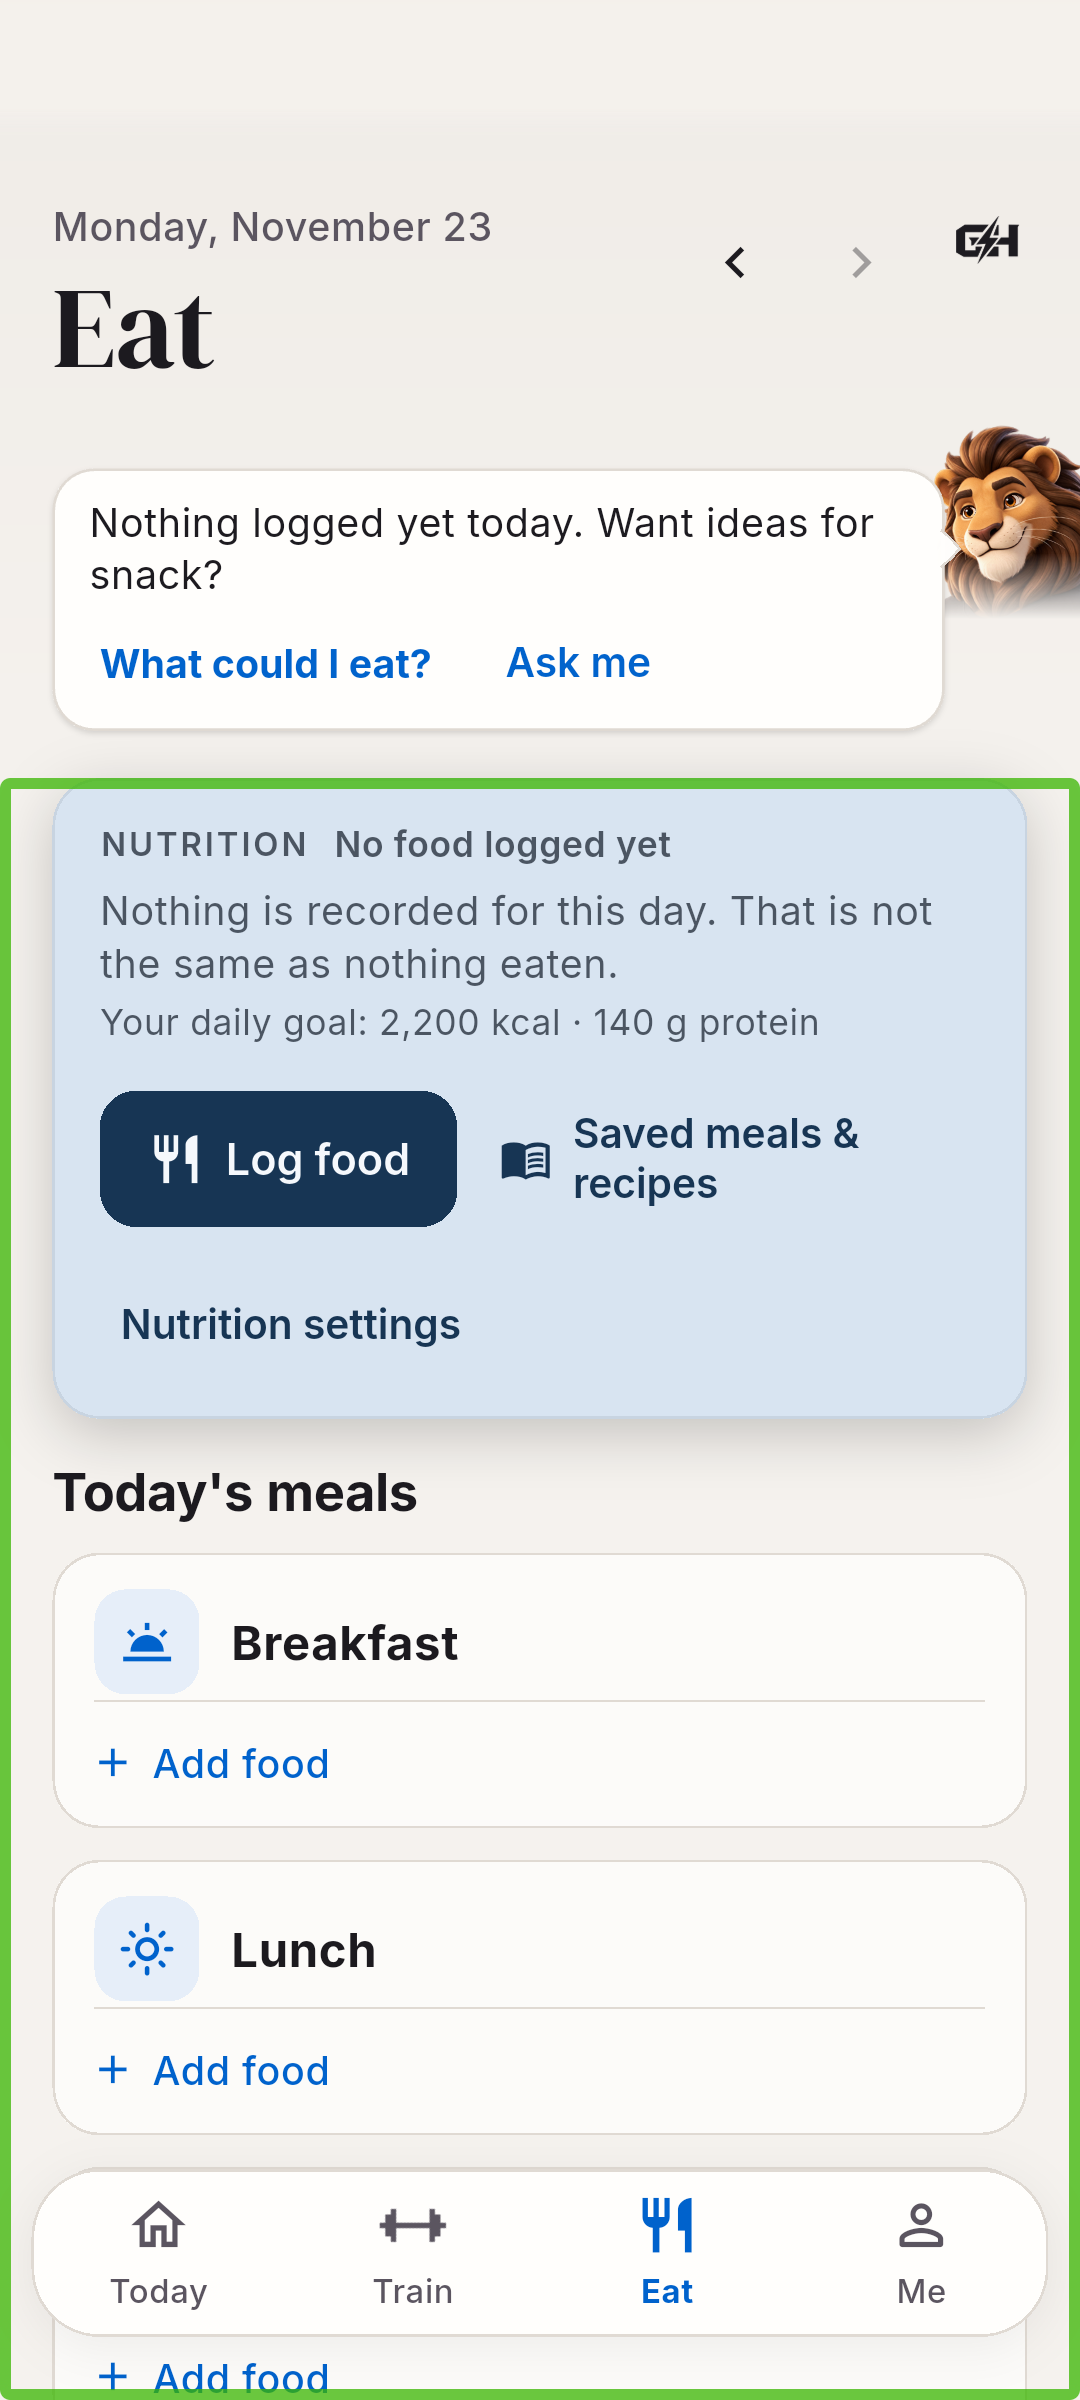 Monday, November 23
GH
Eat
Nothing logged yet today. Want ideas for
snack?
What could I eat?
Ask me
NUTRITION No food logged yet
Nothing is recorded for this day. That is not
the same as nothing eaten.
Your daily goal: 2,200 kcal · 140 g protein
Log food
Saved meals &
recipes
Nutrition settings
Today's meals
Breakfast
+ Add food
Lunch
+ Add food
Today
Train
Eat
Me
+ Add food